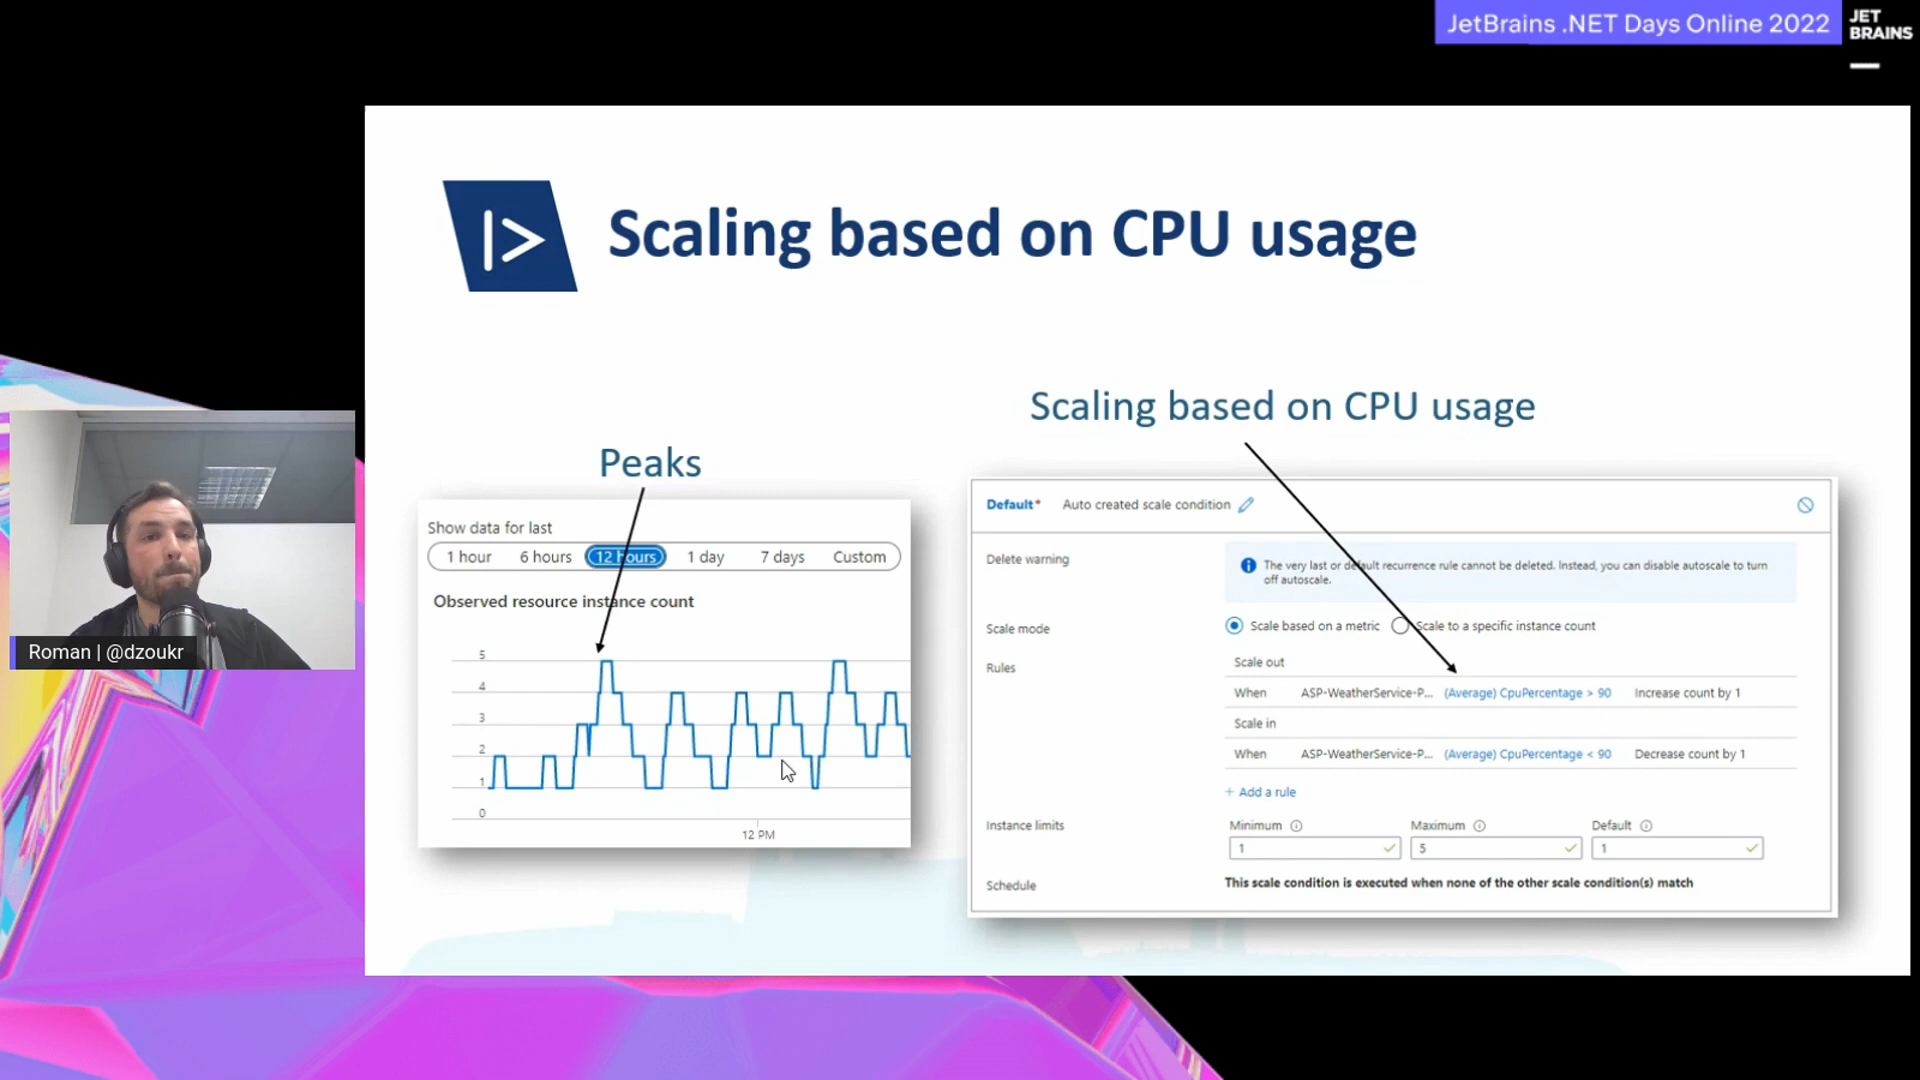 JetBrains .NET Days Online 2022
JET
BRAINS
Scaling based on CPU usage
Scaling based on CPU usage
Peaks
Show data for last
1 hour 6 hours 12 hours 1 day 7 days Custom
Observed resource instance count
5
4
3
2
1
0
12 PM
Default* Auto created scale condition
Delete warning
The very last or default recurrence rule cannot be deleted. Instead, you can disable autoscale to turn
off autoscale.
Scale mode
Scale based on a metric Scale to a specific instance count
Rules
Scale out
When ASP-WeatherService-P... (Average) CpuPercentage > 90 Increase count by 1
Scale in
When ASP-WeatherService-P... (Average) CpuPercentage < 90 Decrease count by 1
+ Add a rule
Instance limits
Minimum Maximum Default
1 5 1
Schedule
This scale condition is executed when none of the other scale condition(s) match
Roman | @dzoukr